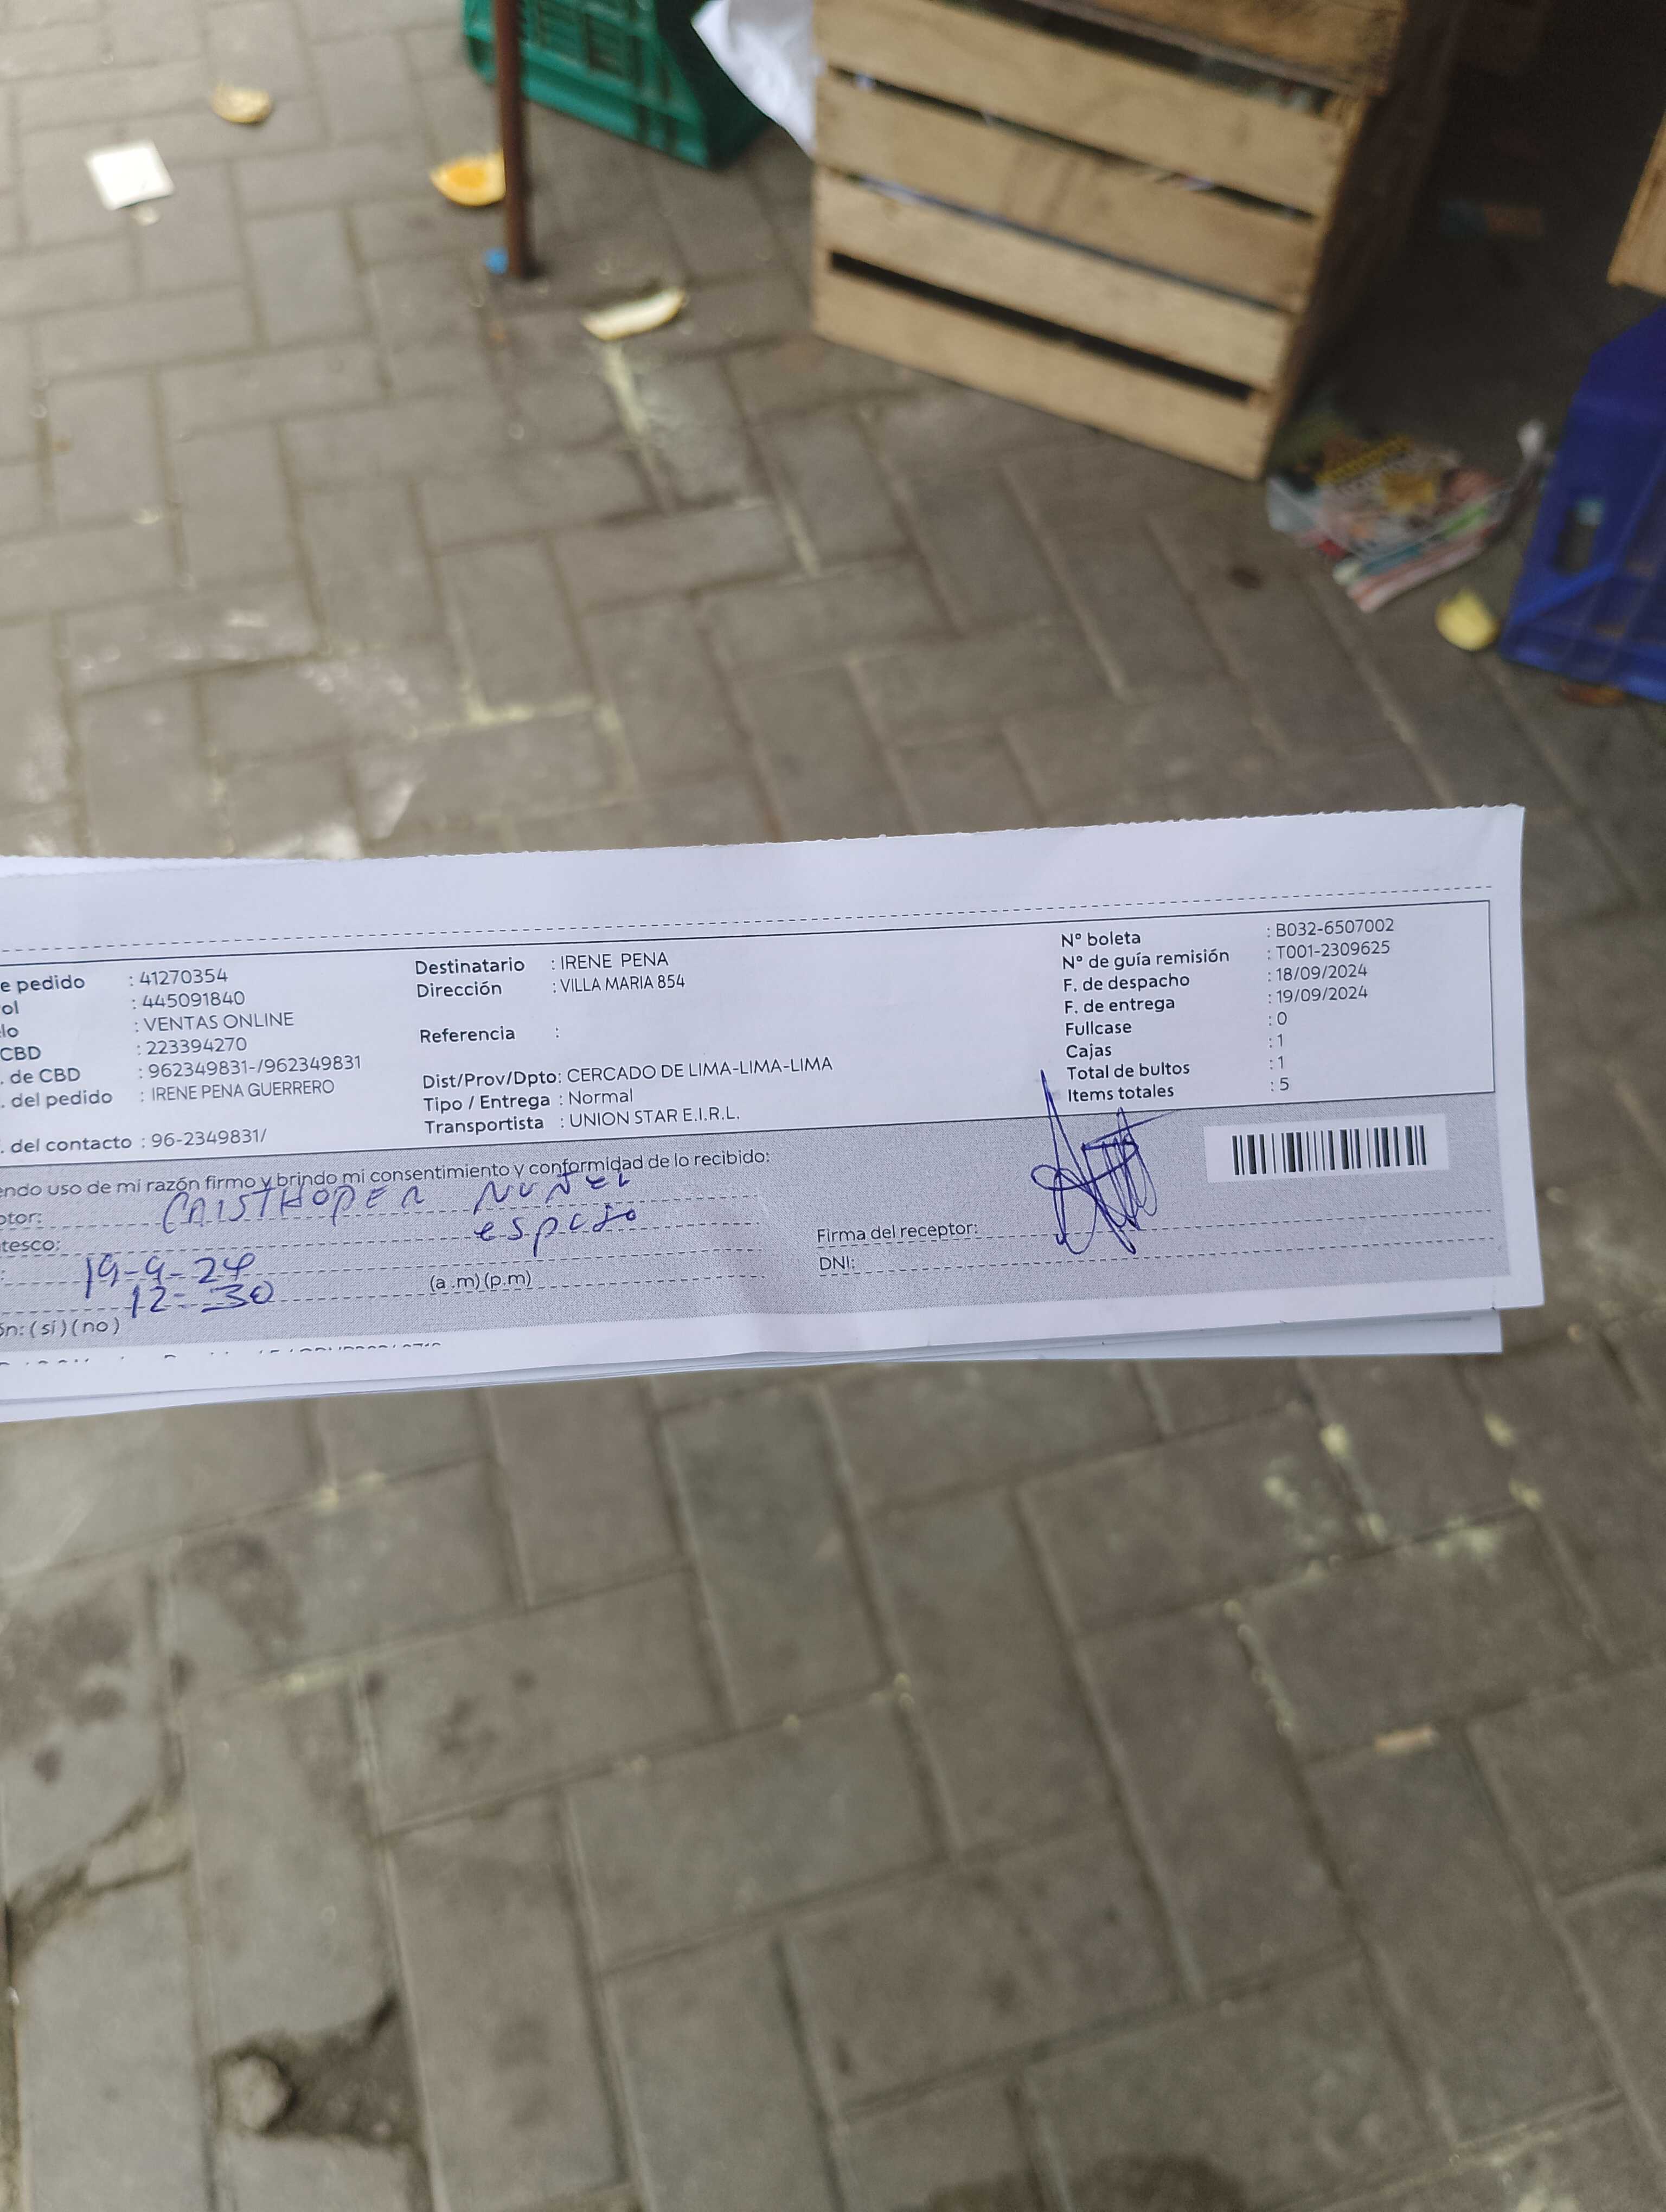 e pedido : 41270354
ol : 445091840
lo : VENTAS ONLINE
CBD : 223394270
. de CBD : 962349831-/962349831
. del pedido : IRENE PENA GUERRERO
. del contacto : 96-2349831/
Destinatario : IRENE PENA
Dirección : VILLA MARIA 854
Referencia :
Dist/Prov/Dpto: CERCADO DE LIMA-LIMA-LIMA
Tipo / Entrega : Normal
Transportista : UNION STAR E.I.R.L.
N° boleta : B032-6507002
N° de guía remisión : T001-2309625
F. de despacho : 18/09/2024
F. de entrega : 19/09/2024
Fullcase : 0
Cajas : 1
Total de bultos : 1
Items totales : 5
endo uso de mi razón firmo y brindo mi consentimiento y conformidad de lo recibido:
ptor: CRISTHOPER NUÑEZ
tesco: esposo
: 19-9-24
12:30 (a .m) (p.m)
ón: ( si ) ( no )
Firma del receptor:
DNI: